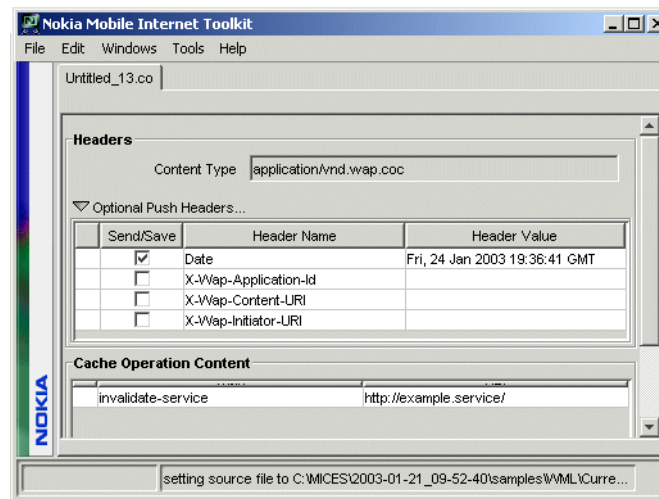 Nokia Mobile Internet Toolkit
File Edit Windows Tools Help
Untitled_13.co
Headers
Content Type application/vnd.wap.coc
Optional Push Headers...
Send/Save Header Name Header Value
Date Fri, 24 Jan 2003 19:36:41 GMT
X-Wap-Application-Id
X-Wap-Content-URI
X-Wap-Initiator-URI
Cache Operation Content
invalidate-service http://example.service/
NOKIA
setting source file to C:\MICES\2003-01-21_09-52-40\samples\WML\Curre...